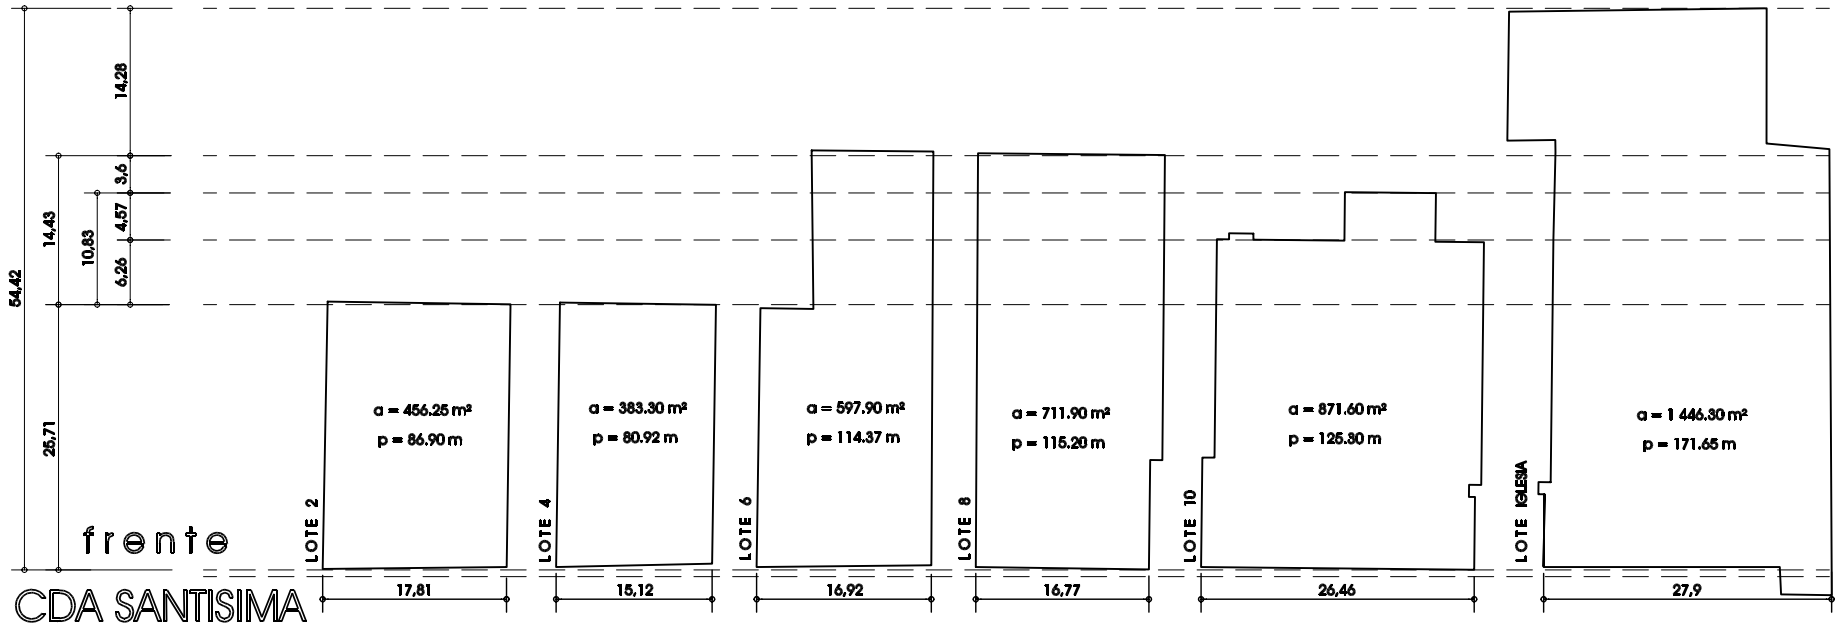 14,28
3,6
4,57
6,26
10,83
14,43
54,42
25,71
frente
CDA SANTISIMA
LOTE 2
a = 456.25 m²
p = 86.90 m
17,81
LOTE 4
a = 383.30 m²
p = 80.92 m
15,12
LOTE 6
a = 597.90 m²
p = 114.37 m
16,92
LOTE 8
a = 711.90 m²
p = 115.20 m
16,77
LOTE 10
a = 871.60 m²
p = 125.30 m
26,46
LOTE IGLESIA
a = 1 446.30 m²
p = 171.65 m
27,9